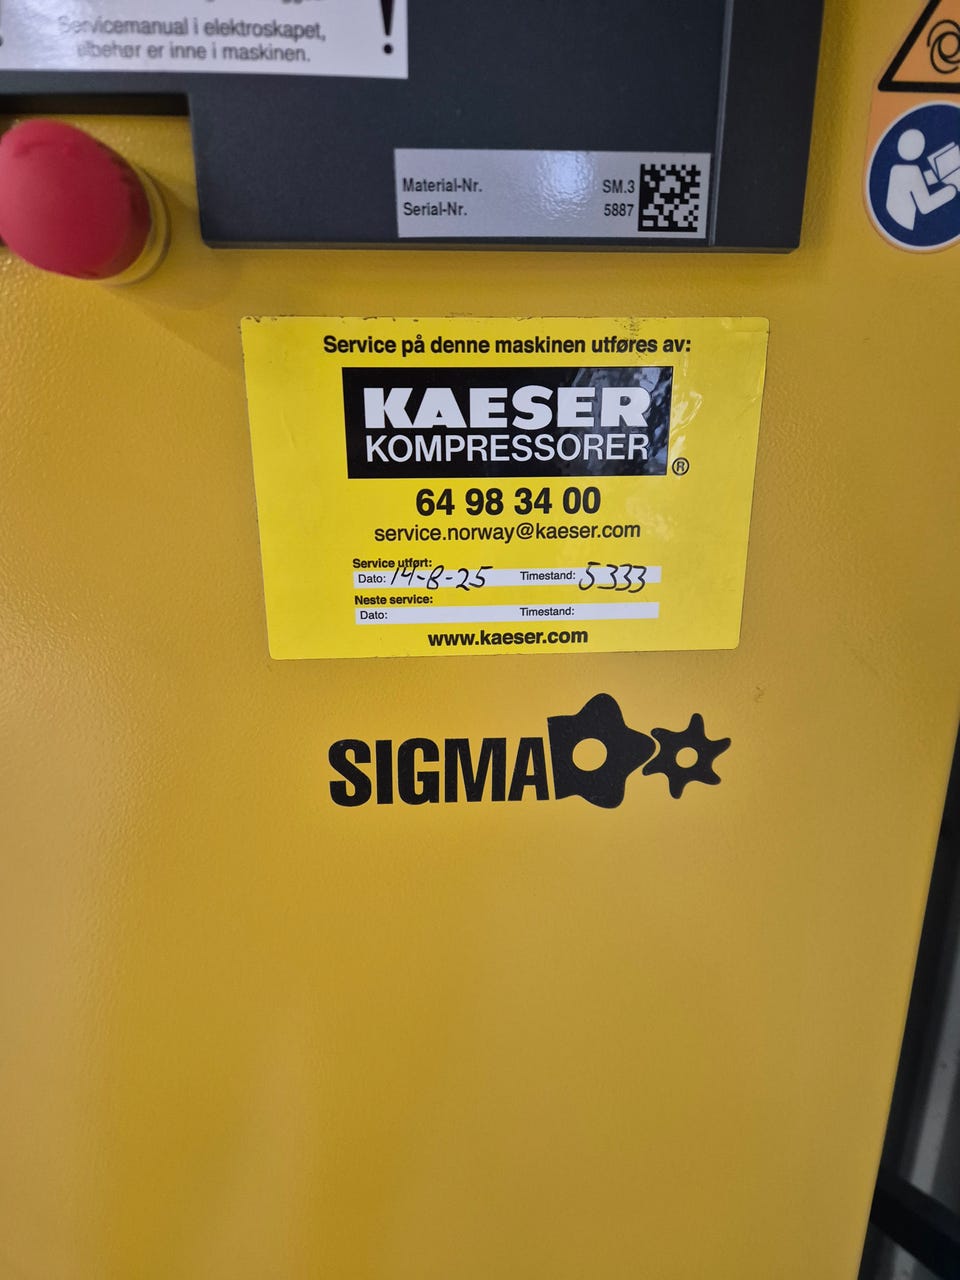 Servicemanual i elektroskapet,
tilbehør er inne i maskinen.
Material-Nr. SM.3
Serial-Nr. 5887
Service på denne maskinen utføres av:
KAESER
KOMPRESSORER
®
64 98 34 00
service.norway@kaeser.com
Service utført:
Dato: 14-8-25 Timestand: 5333
Neste service:
Dato: Timestand:
www.kaeser.com
SIGMA